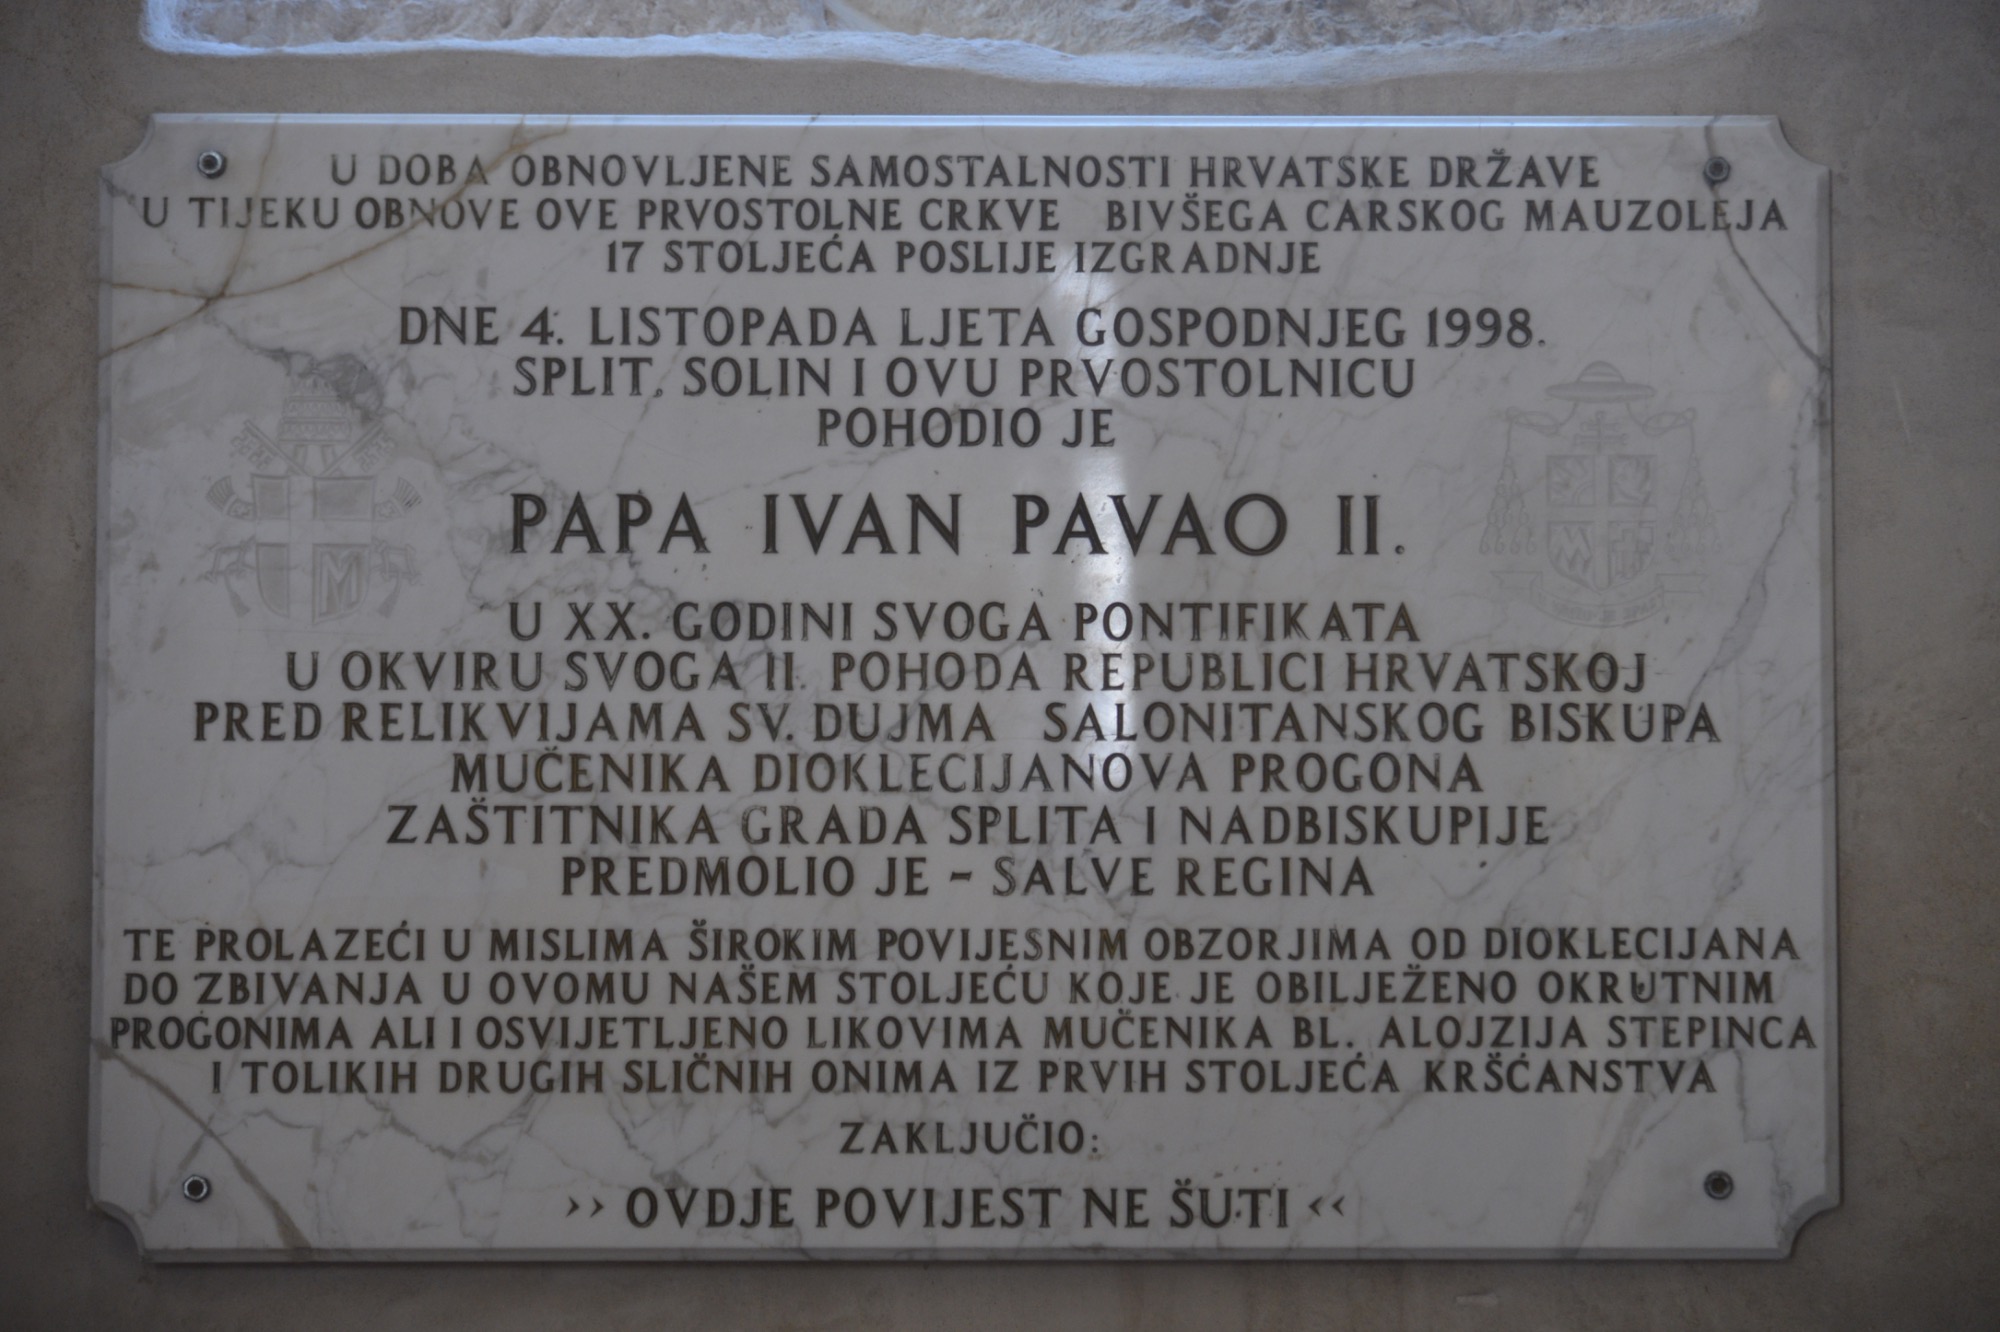 U DOBA OBNOVLJENE SAMOSTALNOSTI HRVATSKE DRŽAVE
U TIJEKU OBNOVE OVE PRVOSTOLNE CRKVE BIVŠEGA CARSKOG MAUZOLEJA
17 STOLJEĆA POSLIJE IZGRADNJE
DNE 4. LISTOPADA LJETA GOSPODNJEG 1998.
SPLIT, SOLIN I OVU PRVOSTOLNICU
POHODIO JE
PAPA IVAN PAVAO II.
U XX. GODINI SVOGA PONTIFIKATA
U OKVIRU SVOGA II. POHODA REPUBLICI HRVATSKOJ
PRED RELIKVIJAMA SV. DUJMA SALONITANSKOG BISKUPA
MUČENIKA DIOKLECIJANOVA PROGONA
ZAŠTITNIKA GRADA SPLITA I NADBISKUPIJE
PREDMOLIO JE - SALVE REGINA
TE PROLAZEĆI U MISLIMA ŠIROKIM POVIJESNIM OBZORJIMA OD DIOKLECIJANA
DO ZBIVANJA U OVOMU NAŠEM STOLJEĆU KOJE JE OBILJEŽENO OKRUTNIM
PROGONIMA ALI I OSVIJETLJENO LIKOVIMA MUČENIKA BL. ALOJZIJA STEPINCA
I TOLIKIH DRUGIH SLIČNIH ONIMA IZ PRVIH STOLJEĆA KRŠĆANSTVA
ZAKLJUČIO:
›› OVDJE POVIJEST NE ŠUTI ‹‹